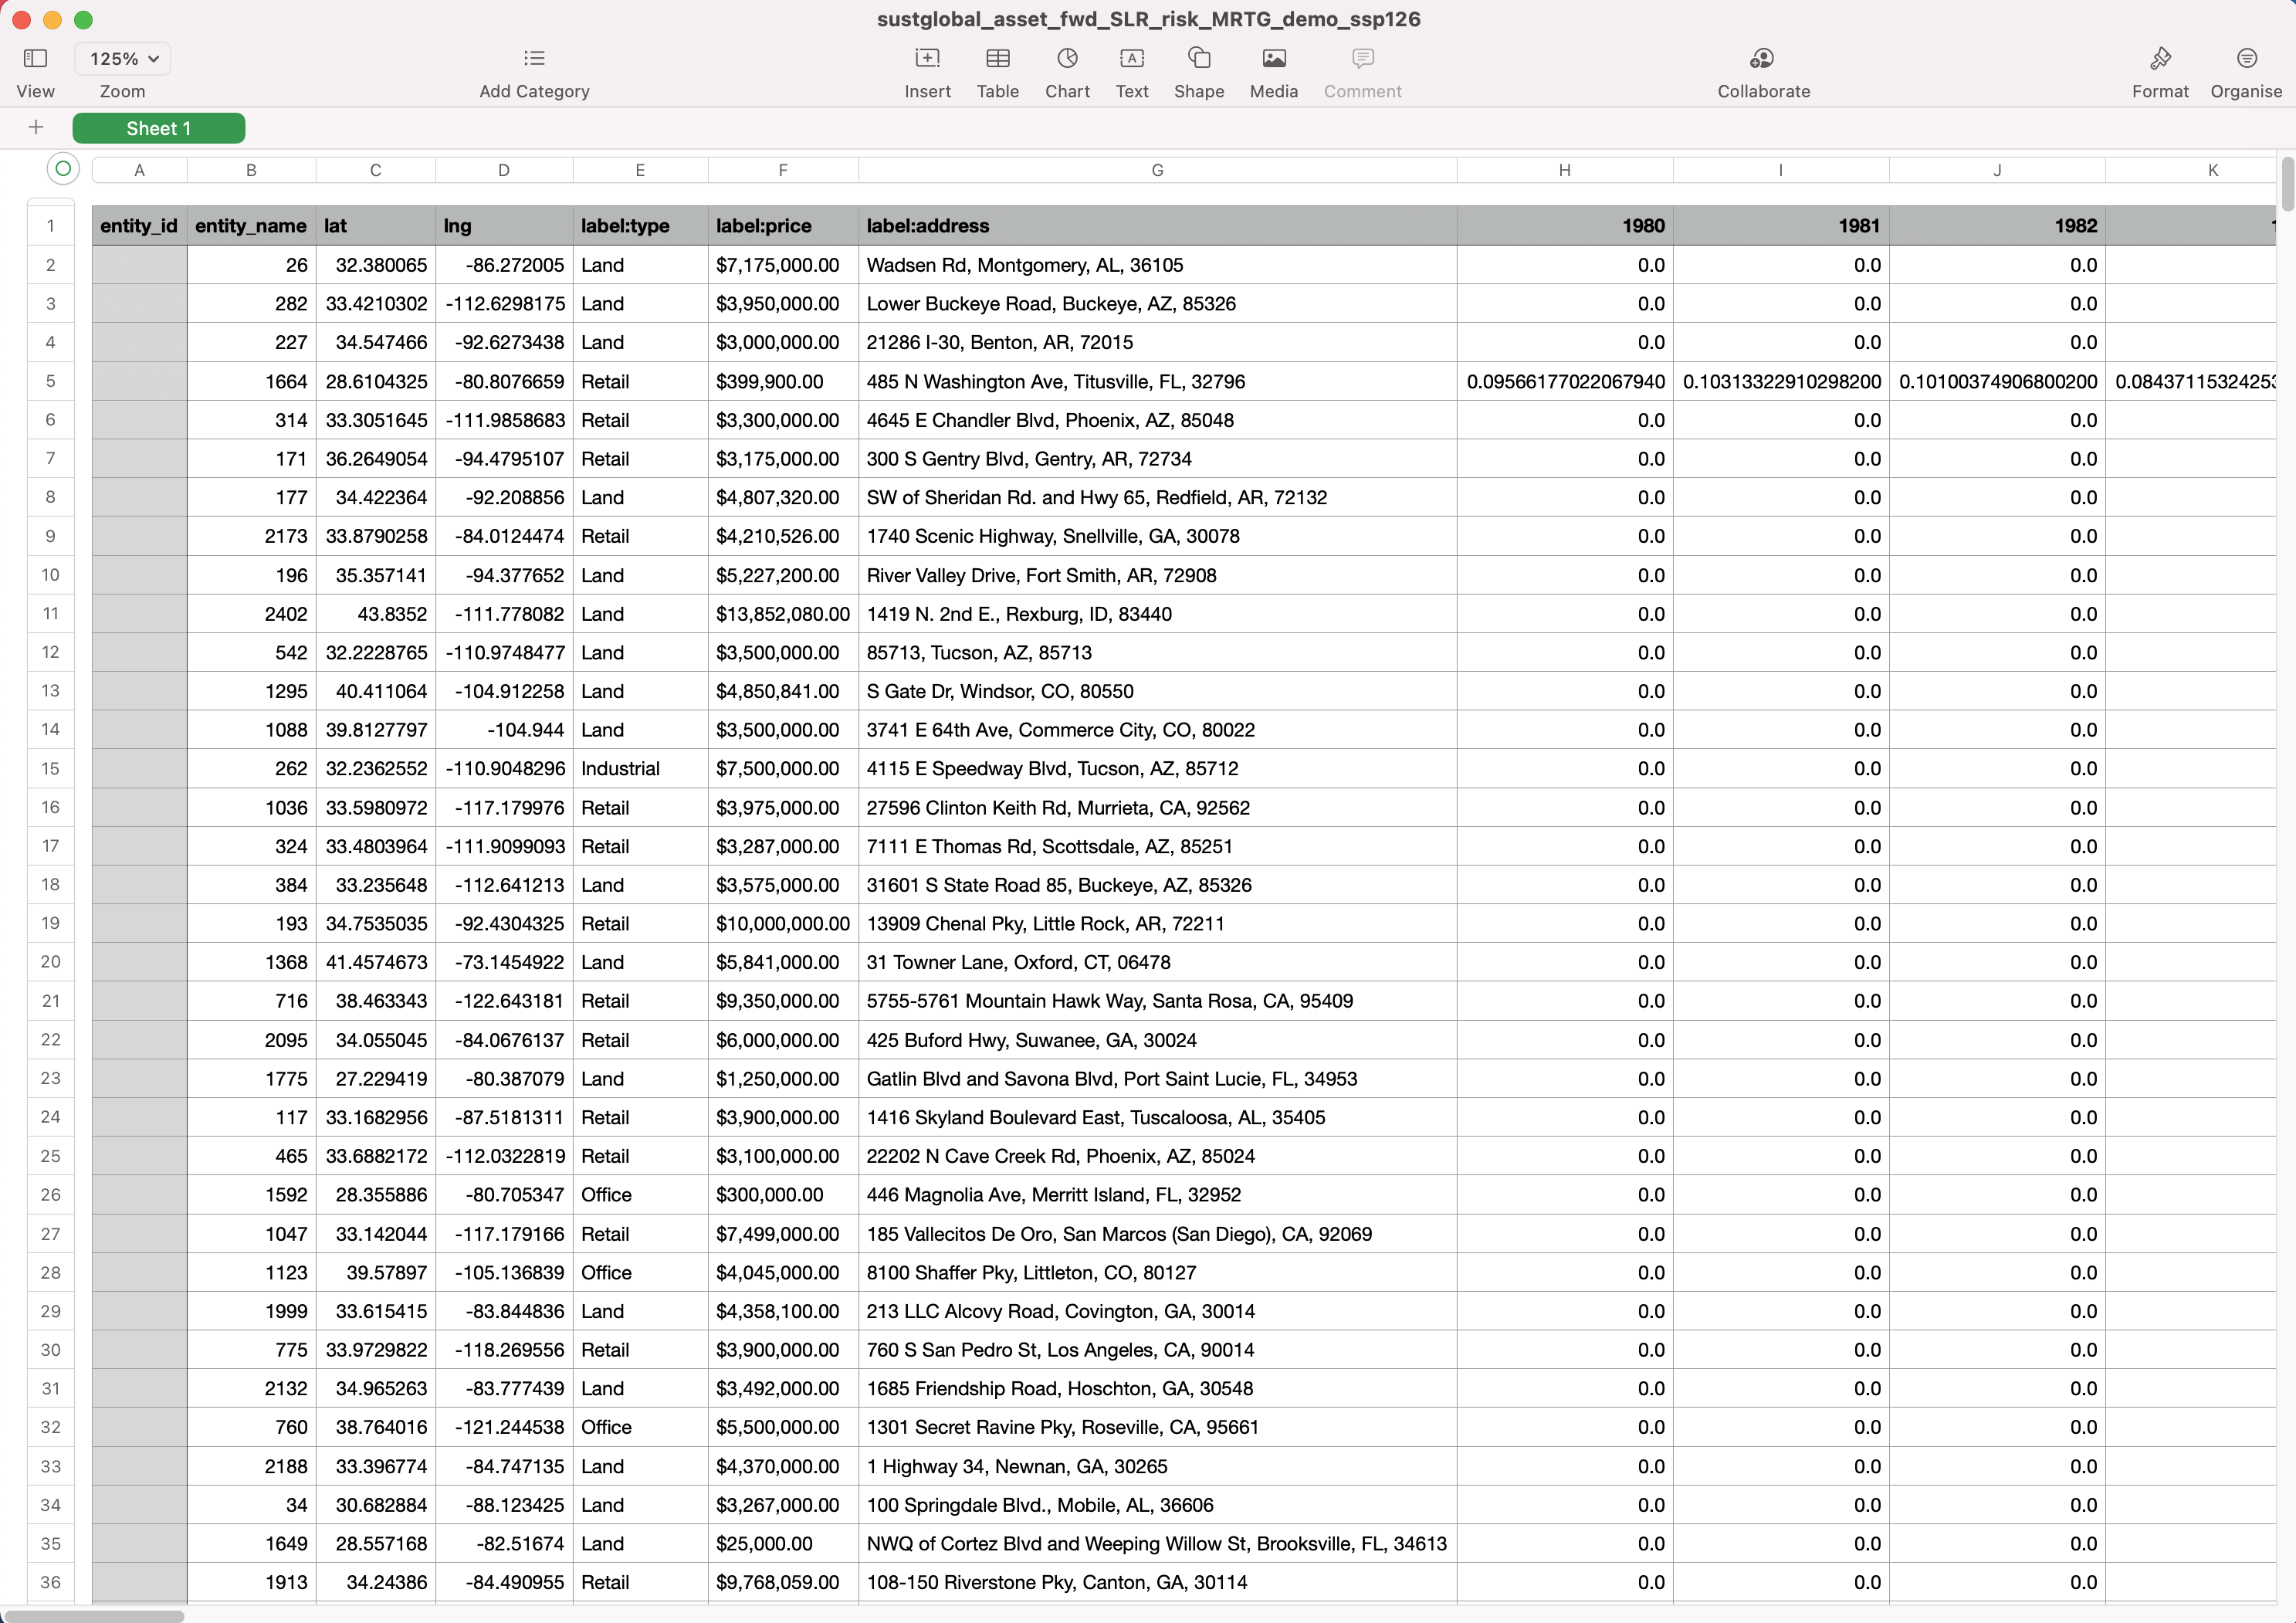 sustglobal_asset_fwd_SLR_risk_MRTG_demo_ssp126
125%
View Zoom Add Category Insert Table Chart Text Shape Media Comment Collaborate Format Organise
+ Sheet 1
A B C D E F G H I J K
1 entity_id entity_name lat lng label:type label:price label:address 1980 1981 1982
2 26 32.380065 -86.272005 Land $7,175,000.00 Wadsen Rd, Montgomery, AL, 36105 0.0 0.0 0.0
3 282 33.4210302 -112.6298175 Land $3,950,000.00 Lower Buckeye Road, Buckeye, AZ, 85326 0.0 0.0 0.0
4 227 34.547466 -92.6273438 Land $3,000,000.00 21286 I-30, Benton, AR, 72015 0.0 0.0 0.0
5 1664 28.6104325 -80.8076659 Retail $399,900.00 485 N Washington Ave, Titusville, FL, 32796 0.09566177022067940 0.10313322910298200 0.10100374906800200 0.0843711532425
6 314 33.3051645 -111.9858683 Retail $3,300,000.00 4645 E Chandler Blvd, Phoenix, AZ, 85048 0.0 0.0 0.0
7 171 36.2649054 -94.4795107 Retail $3,175,000.00 300 S Gentry Blvd, Gentry, AR, 72734 0.0 0.0 0.0
8 177 34.422364 -92.208856 Land $4,807,320.00 SW of Sheridan Rd. and Hwy 65, Redfield, AR, 72132 0.0 0.0 0.0
9 2173 33.8790258 -84.0124474 Retail $4,210,526.00 1740 Scenic Highway, Snellville, GA, 30078 0.0 0.0 0.0
10 196 35.357141 -94.377652 Land $5,227,200.00 River Valley Drive, Fort Smith, AR, 72908 0.0 0.0 0.0
11 2402 43.8352 -111.778082 Land $13,852,080.00 1419 N. 2nd E., Rexburg, ID, 83440 0.0 0.0 0.0
12 542 32.2228765 -110.9748477 Land $3,500,000.00 85713, Tucson, AZ, 85713 0.0 0.0 0.0
13 1295 40.411064 -104.912258 Land $4,850,841.00 S Gate Dr, Windsor, CO, 80550 0.0 0.0 0.0
14 1088 39.8127797 -104.944 Land $3,500,000.00 3741 E 64th Ave, Commerce City, CO, 80022 0.0 0.0 0.0
15 262 32.2362552 -110.9048296 Industrial $7,500,000.00 4115 E Speedway Blvd, Tucson, AZ, 85712 0.0 0.0 0.0
16 1036 33.5980972 -117.179976 Retail $3,975,000.00 27596 Clinton Keith Rd, Murrieta, CA, 92562 0.0 0.0 0.0
17 324 33.4803964 -111.9099093 Retail $3,287,000.00 7111 E Thomas Rd, Scottsdale, AZ, 85251 0.0 0.0 0.0
18 384 33.235648 -112.641213 Land $3,575,000.00 31601 S State Road 85, Buckeye, AZ, 85326 0.0 0.0 0.0
19 193 34.7535035 -92.4304325 Retail $10,000,000.00 13909 Chenal Pky, Little Rock, AR, 72211 0.0 0.0 0.0
20 1368 41.4574673 -73.1454922 Land $5,841,000.00 31 Towner Lane, Oxford, CT, 06478 0.0 0.0 0.0
21 716 38.463343 -122.643181 Retail $9,350,000.00 5755-5761 Mountain Hawk Way, Santa Rosa, CA, 95409 0.0 0.0 0.0
22 2095 34.055045 -84.0676137 Retail $6,000,000.00 425 Buford Hwy, Suwanee, GA, 30024 0.0 0.0 0.0
23 1775 27.229419 -80.387079 Land $1,250,000.00 Gatlin Blvd and Savona Blvd, Port Saint Lucie, FL, 34953 0.0 0.0 0.0
24 117 33.1682956 -87.5181311 Retail $3,900,000.00 1416 Skyland Boulevard East, Tuscaloosa, AL, 35405 0.0 0.0 0.0
25 465 33.6882172 -112.0322819 Retail $3,100,000.00 22202 N Cave Creek Rd, Phoenix, AZ, 85024 0.0 0.0 0.0
26 1592 28.355886 -80.705347 Office $300,000.00 446 Magnolia Ave, Merritt Island, FL, 32952 0.0 0.0 0.0
27 1047 33.142044 -117.179166 Retail $7,499,000.00 185 Vallecitos De Oro, San Marcos (San Diego), CA, 92069 0.0 0.0 0.0
28 1123 39.57897 -105.136839 Office $4,045,000.00 8100 Shaffer Pky, Littleton, CO, 80127 0.0 0.0 0.0
29 1999 33.615415 -83.844836 Land $4,358,100.00 213 LLC Alcovy Road, Covington, GA, 30014 0.0 0.0 0.0
30 775 33.9729822 -118.269556 Retail $3,900,000.00 760 S San Pedro St, Los Angeles, CA, 90014 0.0 0.0 0.0
31 2132 34.965263 -83.777439 Land $3,492,000.00 1685 Friendship Road, Hoschton, GA, 30548 0.0 0.0 0.0
32 760 38.764016 -121.244538 Office $5,500,000.00 1301 Secret Ravine Pky, Roseville, CA, 95661 0.0 0.0 0.0
33 2188 33.396774 -84.747135 Land $4,370,000.00 1 Highway 34, Newnan, GA, 30265 0.0 0.0 0.0
34 34 30.682884 -88.123425 Land $3,267,000.00 100 Springdale Blvd., Mobile, AL, 36606 0.0 0.0 0.0
35 1649 28.557168 -82.51674 Land $25,000.00 NWQ of Cortez Blvd and Weeping Willow St, Brooksville, FL, 34613 0.0 0.0 0.0
36 1913 34.24386 -84.490955 Retail $9,768,059.00 108-150 Riverstone Pky, Canton, GA, 30114 0.0 0.0 0.0